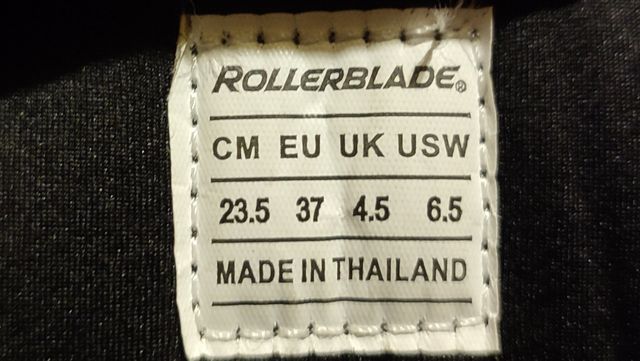 ROLLERBLADE®
CM EU UK USW
23.5 37 4.5 6.5
MADE IN THAILAND